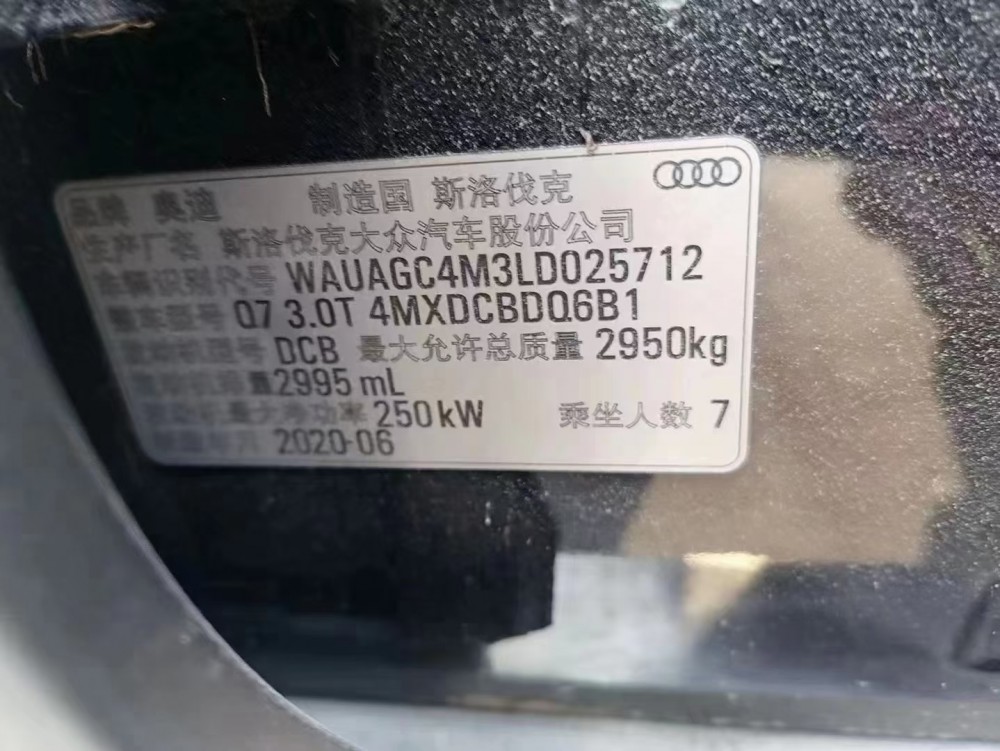 品牌 奥迪 制造国 斯洛伐克
生产厂名 斯洛伐克大众汽车股份公司
车辆识别代号 WAUAGC4M3LD025712
整车型号 Q7 3.0T 4MXDCBDQ6B1
发动机型号 DCB 最大允许总质量 2950kg
发动机排量 2995 mL
发动机最大净功率 250 kW 乘坐人数 7
制造年月 2020-06